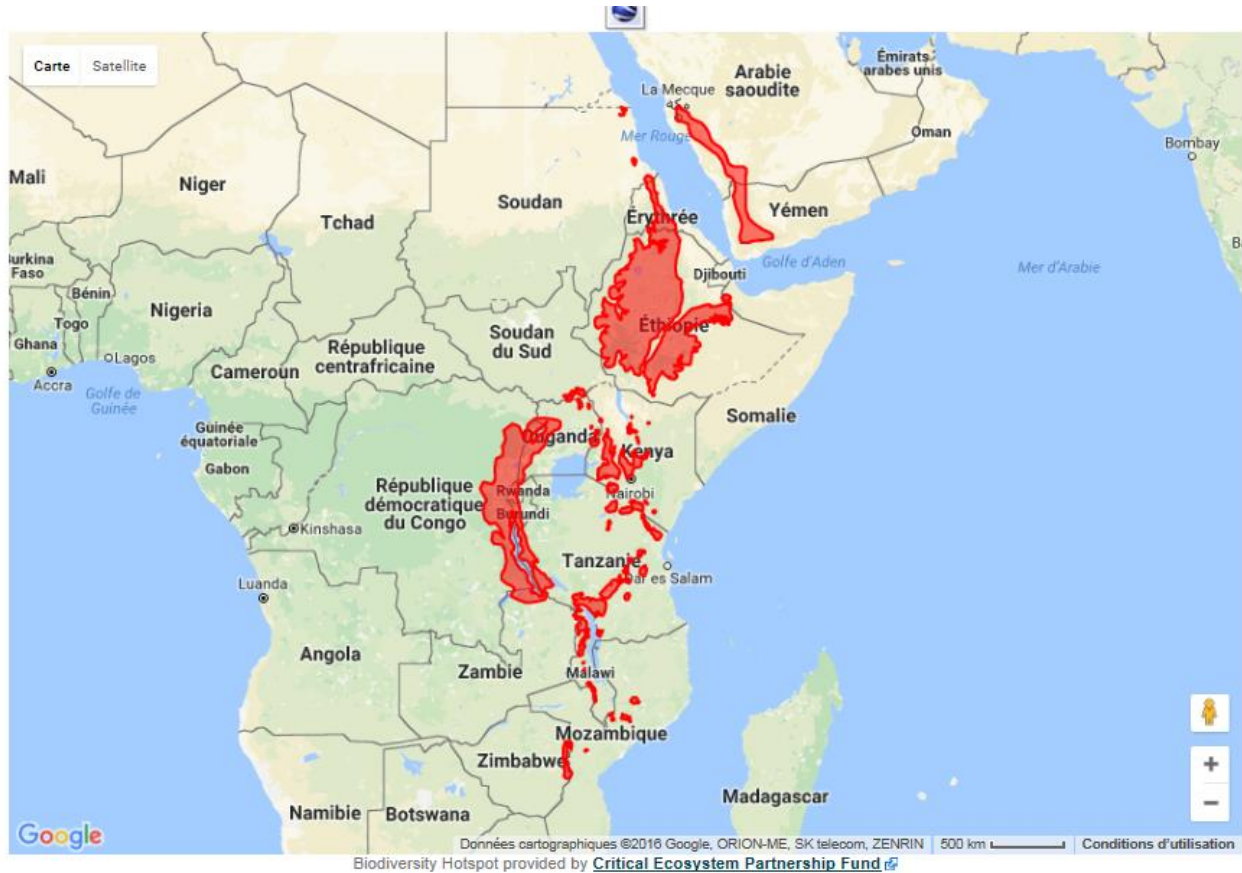 Carte
Satellite
Arabie
saoudite
Émirats
arabes unis
La Mecque
Mer Rouge
Oman
Bombay
Mali
Niger
Tchad
Soudan
Érythrée
Yémen
Burkina
Faso
Bénin
Nigeria
Djibouti
Golfe d'Aden
Mer d'Arabie
Togo
Ghana
Lagos
Accra
Golfe de
Guinée
Cameroun
République
centrafricaine
Soudan
du Sud
Éthiopie
Somalie
Guinée
équatoriale
Gabon
Ouganda
Kenya
République
démocratique
du Congo
Rwanda
Burundi
Nairobi
Kinshasa
Tanzanie
Dar es Salam
Luanda
Angola
Zambie
Malawi
Mozambique
Zimbabwe
Madagascar
Namibie
Botswana
Google
Données cartographiques ©2016 Google, ORION-ME, SK telecom, ZENRIN
500 km
Conditions d'utilisation
Biodiversity Hotspot provided by Critical Ecosystem Partnership Fund